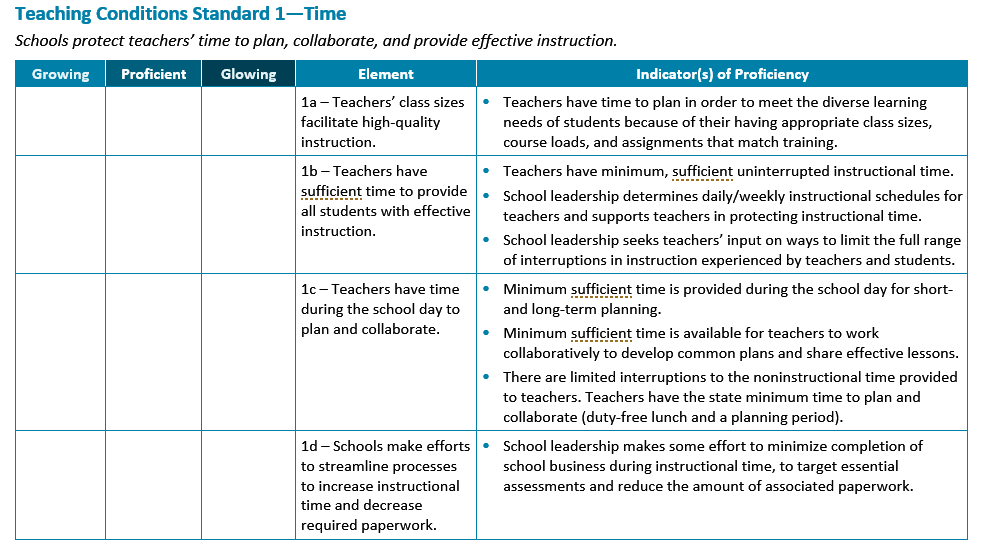 Teaching Conditions Standard 1—Time
Schools protect teachers’ time to plan, collaborate, and provide effective instruction.
Growing Proficient Glowing Element Indicator(s) of Proficiency
1a – Teachers’ class sizes
facilitate high-quality
instruction.
• Teachers have time to plan in order to meet the diverse learning
needs of students because of their having appropriate class sizes,
course loads, and assignments that match training.
1b – Teachers have
sufficient time to provide
all students with effective
instruction.
• Teachers have minimum, sufficient uninterrupted instructional time.
• School leadership determines daily/weekly instructional schedules for
teachers and supports teachers in protecting instructional time.
• School leadership seeks teachers’ input on ways to limit the full range
of interruptions in instruction experienced by teachers and students.
1c – Teachers have time
during the school day to
plan and collaborate.
• Minimum sufficient time is provided during the school day for short-
and long-term planning.
• Minimum sufficient time is available for teachers to work
collaboratively to develop common plans and share effective lessons.
• There are limited interruptions to the noninstructional time provided
to teachers. Teachers have the state minimum time to plan and
collaborate (duty-free lunch and a planning period).
1d – Schools make efforts
to streamline processes
to increase instructional
time and decrease
required paperwork.
• School leadership makes some effort to minimize completion of
school business during instructional time, to target essential
assessments and reduce the amount of associated paperwork.